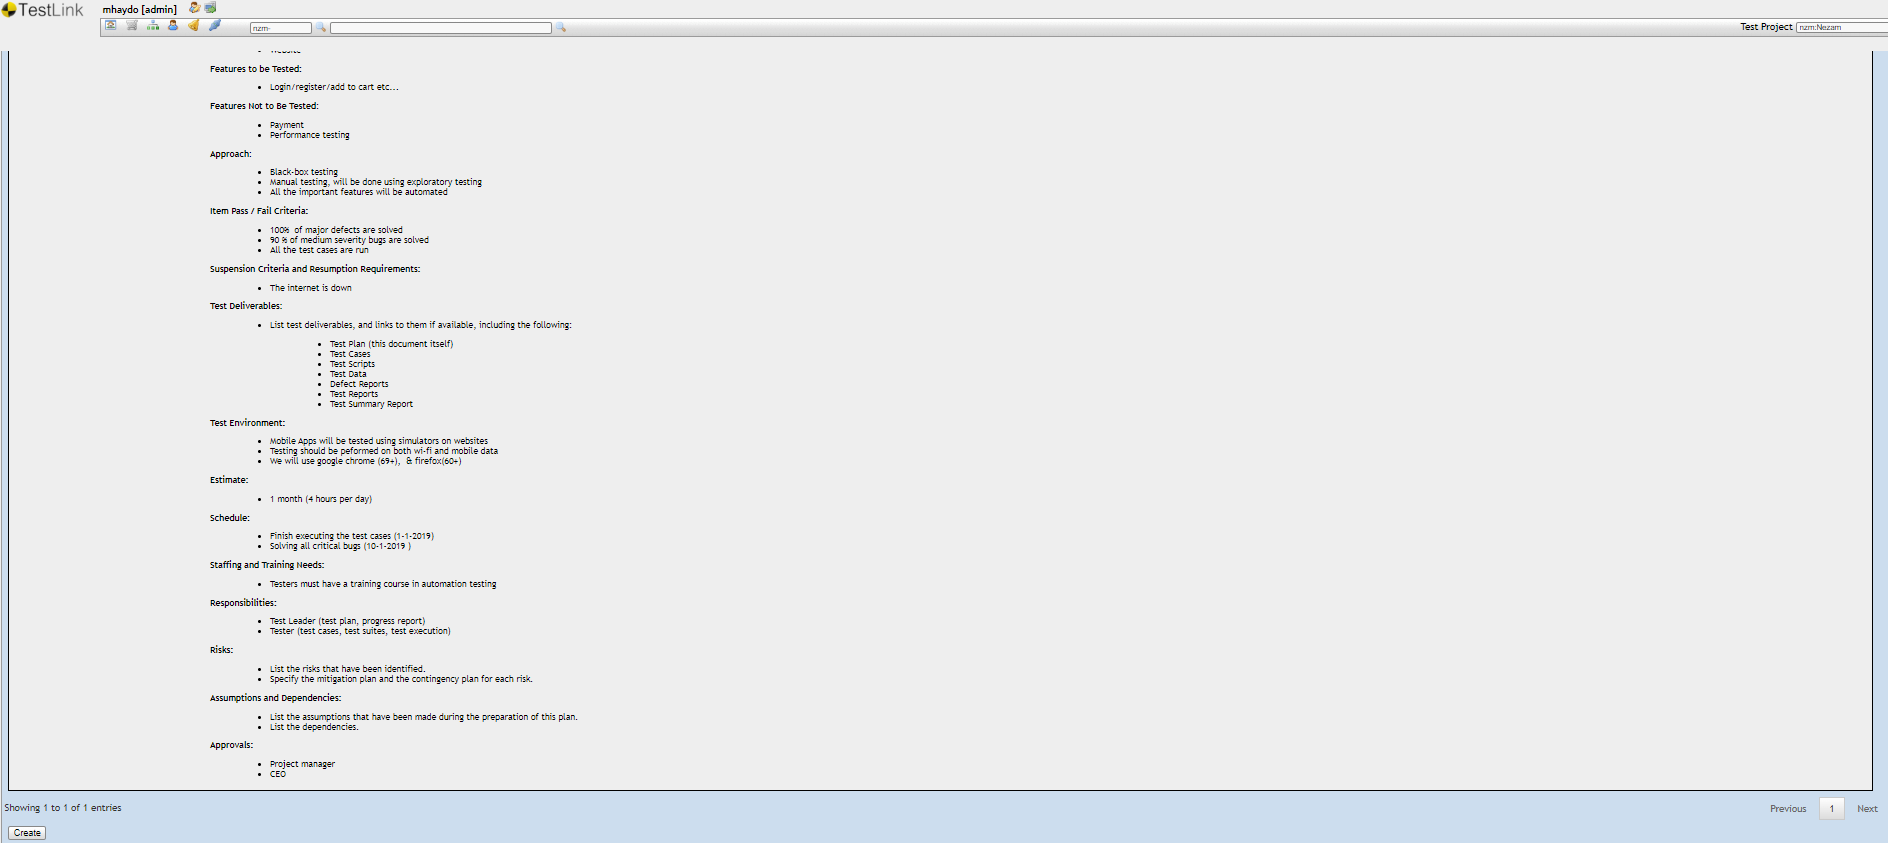 TestLink
mhaydo [admin]
nzm-
Test Project nzm:Nezam
Website
Features to be Tested:
Login/register/add to cart etc...
Features Not to Be Tested:
Payment
Performance testing
Approach:
Black-box testing
Manual testing, will be done using exploratory testing
All the important features will be automated
Item Pass / Fail Criteria:
100%  of major defects are solved
90 % of medium severity bugs are solved
All the test cases are run
Suspension Criteria and Resumption Requirements:
The internet is down
Test Deliverables:
List test deliverables, and links to them if available, including the following:
Test Plan (this document itself)
Test Cases
Test Scripts
Test Data
Defect Reports
Test Reports
Test Summary Report
Test Environment:
Mobile Apps will be tested using simulators on websites
Testing should be peformed on both wi-fi and mobile data
We will use google chrome (69+),  & firefox(60+)
Estimate:
1 month (4 hours per day)
Schedule:
Finish executing the test cases (1-1-2019)
Solving all critical bugs (10-1-2019 )
Staffing and Training Needs:
Testers must have a training course in automation testing
Responsibilities:
Test Leader (test plan, progress report)
Tester (test cases, test suites, test execution)
Risks:
List the risks that have been identified.
Specify the mitigation plan and the contingency plan for each risk.
Assumptions and Dependencies:
List the assumptions that have been made during the preparation of this plan.
List the dependencies.
Approvals:
Project manager
CEO
Showing 1 to 1 of 1 entries
Previous 1 Next
Create